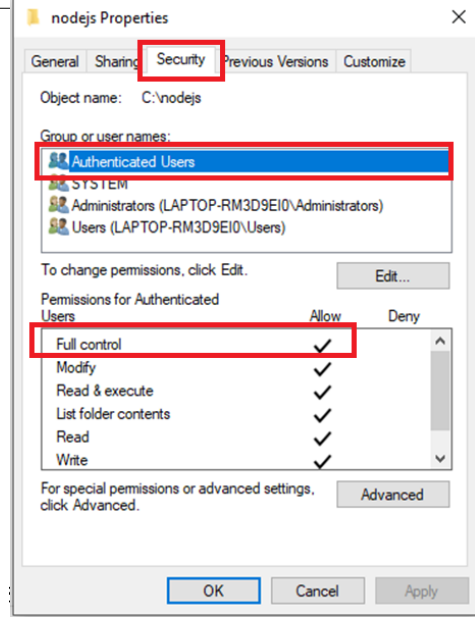 nodejs Properties
General Sharing Security Previous Versions Customize
Object name: C:\nodejs
Group or user names:
Authenticated Users
SYSTEM
Administrators (LAPTOP-RM3D9EI0\Administrators)
Users (LAPTOP-RM3D9EI0\Users)
To change permissions, click Edit.
Edit...
Permissions for Authenticated
Users Allow Deny
Full control
Modify
Read & execute
List folder contents
Read
Write
For special permissions or advanced settings,
click Advanced.
Advanced
OK Cancel Apply